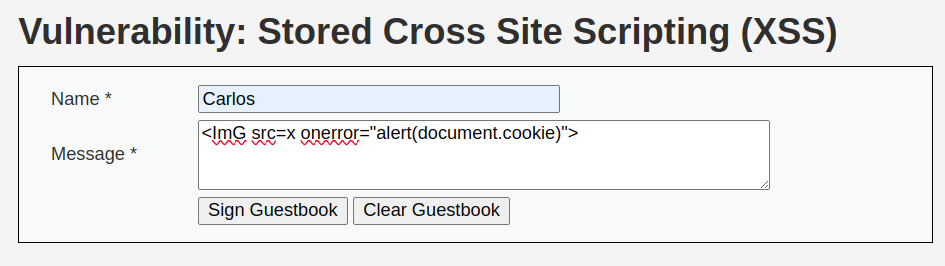 Vulnerability: Stored Cross Site Scripting (XSS)
Name * Carlos
Message * <ImG src=x onerror="alert(document.cookie)">
Sign Guestbook Clear Guestbook